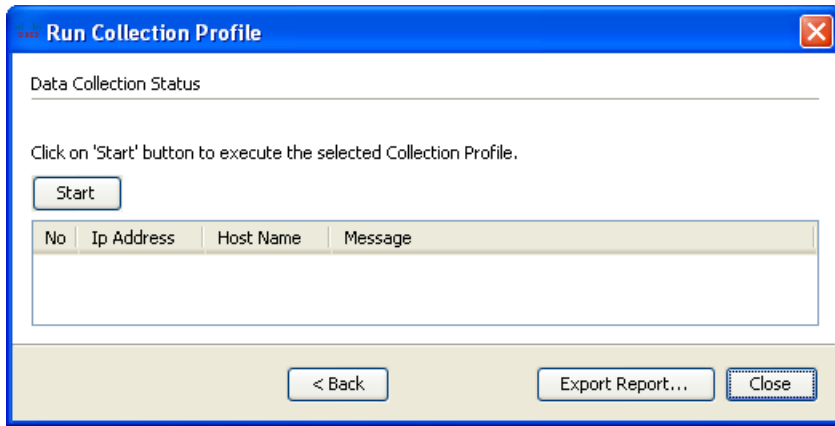 Run Collection Profile
Data Collection Status
Click on 'Start' button to execute the selected Collection Profile.
Start
No Ip Address Host Name Message
< Back Export Report... Close